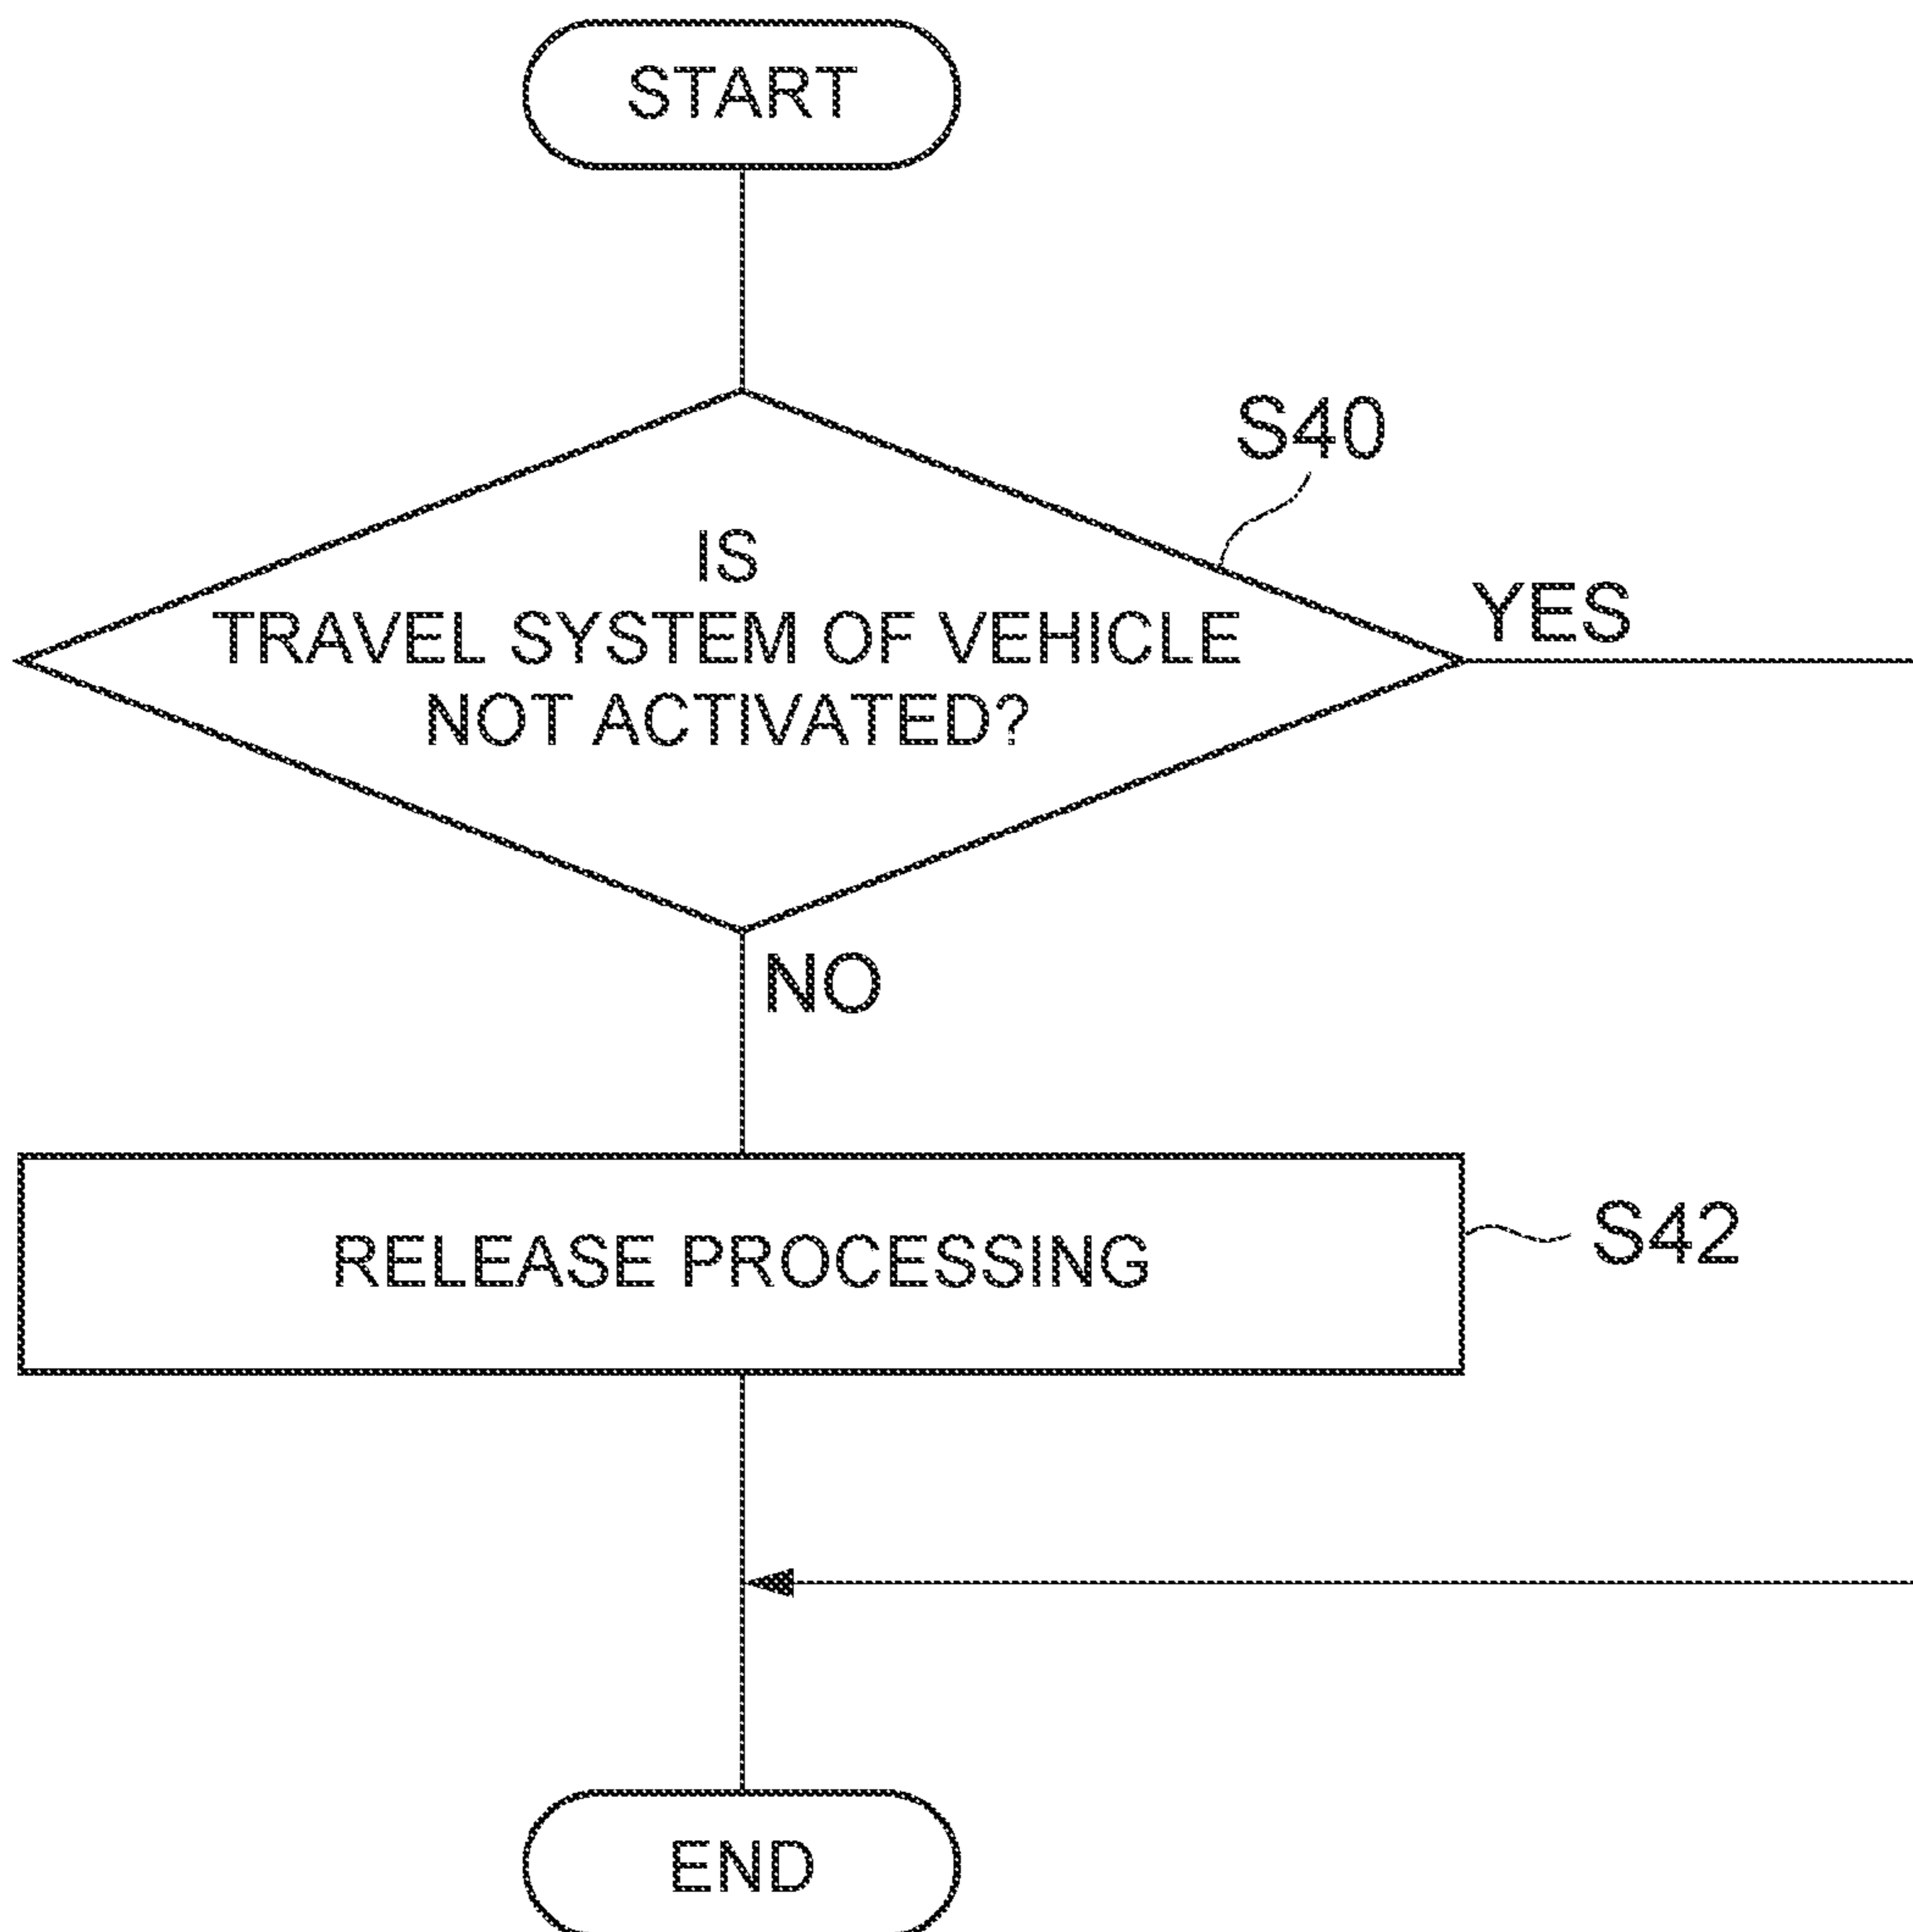 START
S40
IS
TRAVEL SYSTEM OF VEHICLE
NOT ACTIVATED?
YES
NO
RELEASE PROCESSING
S42
END